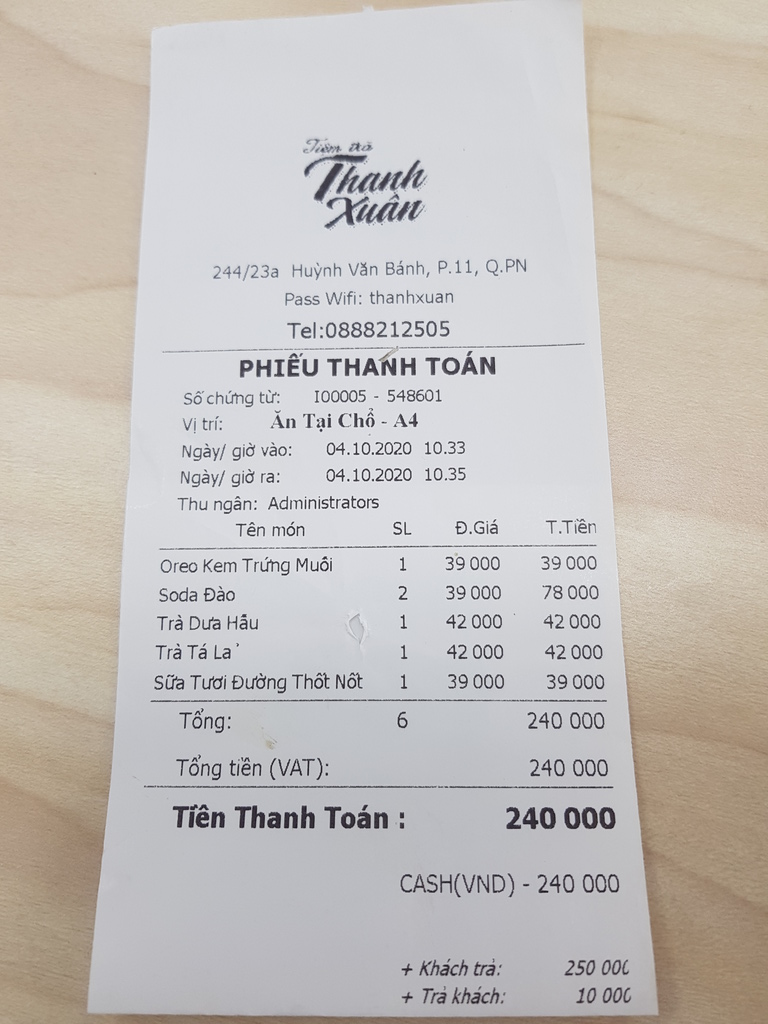 Tiệm trà
Thanh
Xuân
244/23a Huỳnh Văn Bánh, P.11, Q.PN
Pass Wifi: thanhxuan
Tel:0888212505
PHIẾU THANH TOÁN
Số chứng từ: I00005 - 548601
Vị trí: Ăn Tại Chổ - A4
Ngày/ giờ vào: 04.10.2020 10.33
Ngày/ giờ ra: 04.10.2020 10.35
Thu ngân: Administrators
Tên món SL Đ.Giá T.Tiền
Oreo Kem Trứng Muối 1 39 000 39 000
Soda Đào 2 39 000 78 000
Trà Dưa Hấu 1 42 000 42 000
Trà Tá Lả 1 42 000 42 000
Sữa Tươi Đường Thốt Nốt 1 39 000 39 000
Tổng: 6 240 000
Tổng tiền (VAT): 240 000
Tiền Thanh Toán : 240 000
CASH(VND) - 240 000
+ Khách trả: 250 000
+ Trả khách: 10 000